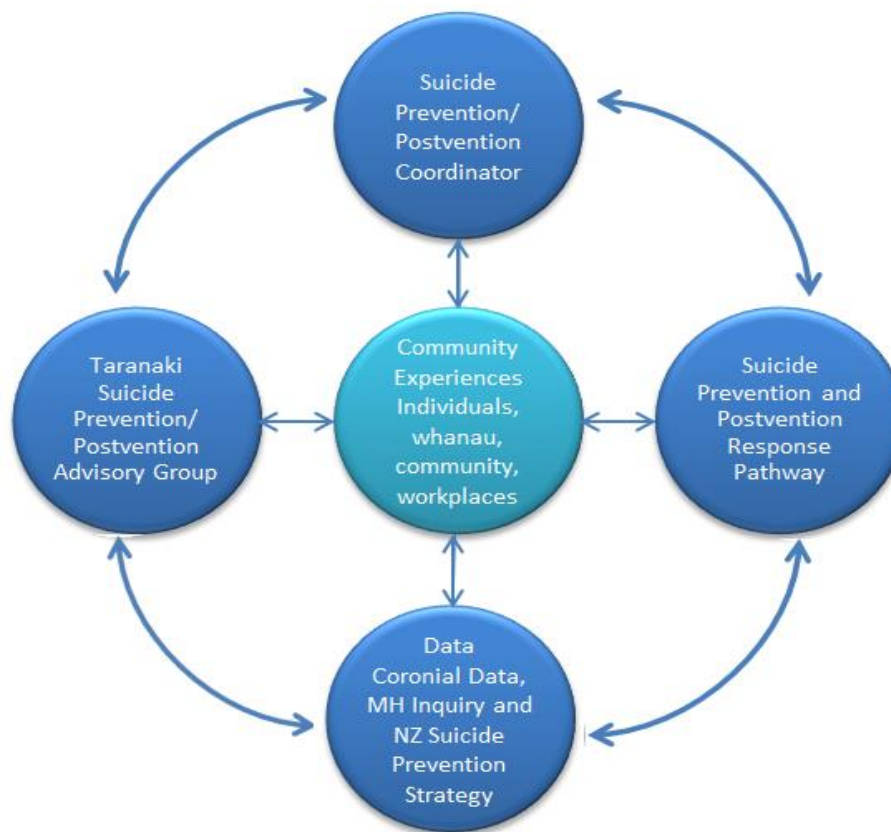 Suicide
Prevention/
Postvention
Coordinator
Taranaki
Suicide
Prevention/
Postvention
Advisory Group
Community
Experiences
Individuals,
whanau,
community,
workplaces
Suicide
Prevention and
Postvention
Response
Pathway
Data
Coronial Data,
MH Inquiry and
NZ Suicide
Prevention
Strategy